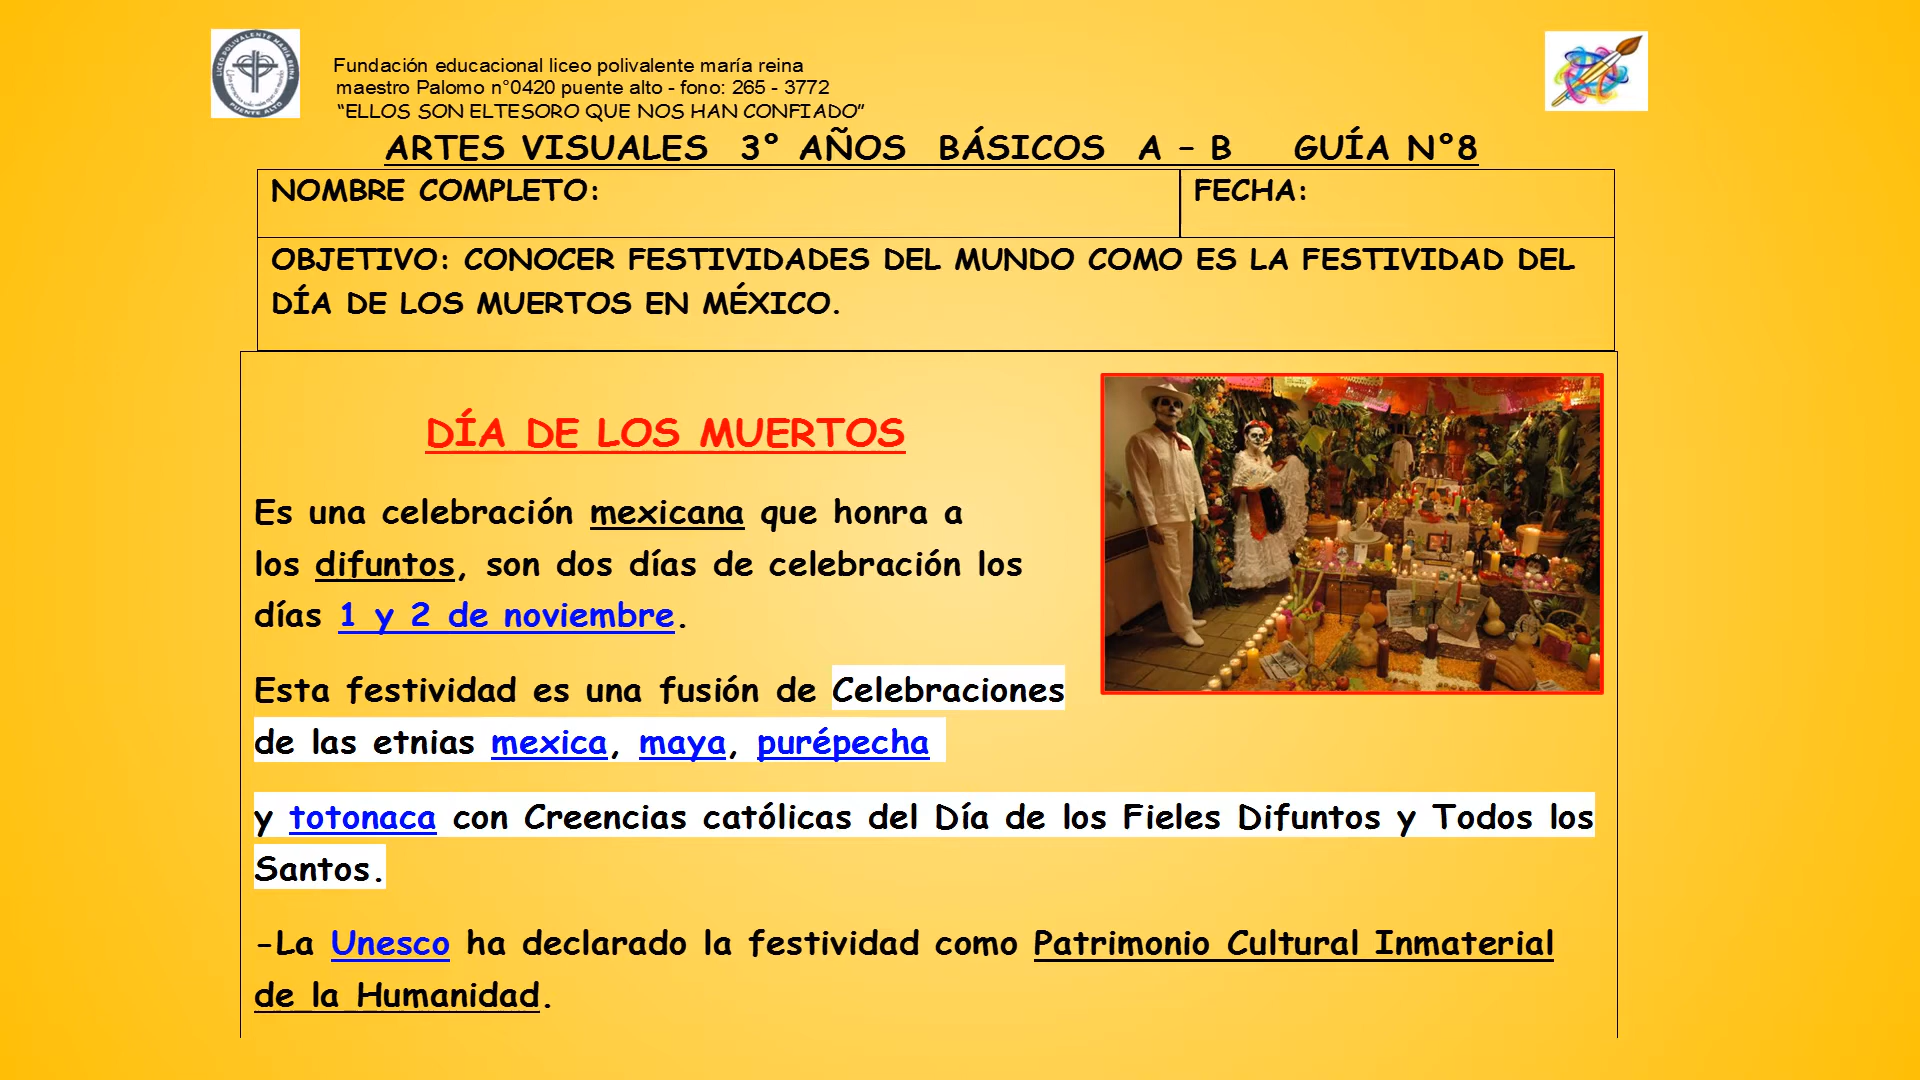 Fundación educacional liceo polivalente maría reina
maestro Palomo n°0420 puente alto - fono: 265 - 3772
“ELLOS SON ELTESORO QUE NOS HAN CONFIADO”
ARTES VISUALES 3° AÑOS BÁSICOS A – B GUÍA N°8
NOMBRE COMPLETO:
FECHA:
OBJETIVO: CONOCER FESTIVIDADES DEL MUNDO COMO ES LA FESTIVIDAD DEL
DÍA DE LOS MUERTOS EN MÉXICO.
DÍA DE LOS MUERTOS
Es una celebración mexicana que honra a
los difuntos, son dos días de celebración los
días 1 y 2 de noviembre.
Esta festividad es una fusión de Celebraciones
de las etnias mexica, maya, purépecha
y totonaca con Creencias católicas del Día de los Fieles Difuntos y Todos los
Santos.
-La Unesco ha declarado la festividad como Patrimonio Cultural Inmaterial
de la Humanidad.